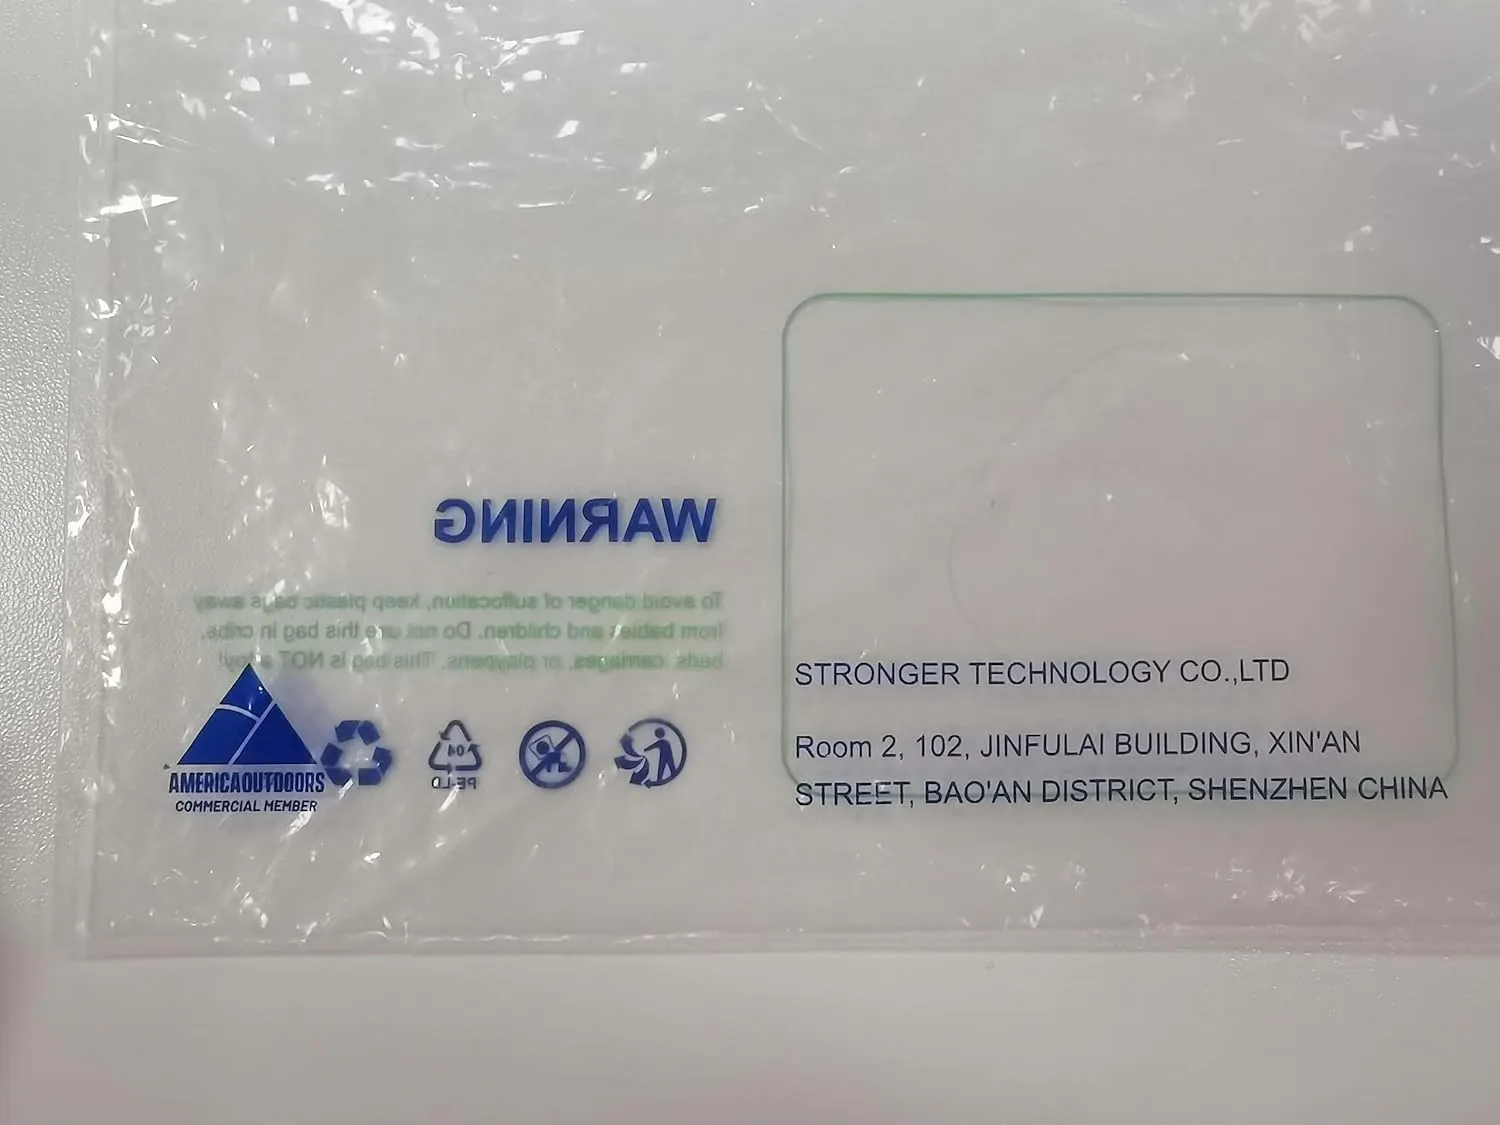 WARNING
To avoid danger of suffocation, keep plastic bags away
from babies and children. Do not use this bag in cribs,
beds, carriages, or playpens. This bag is NOT a toy!
AMERICAOUTDOORS
COMMERCIAL MEMBER
04
PE-LD
STRONGER TECHNOLOGY CO.,LTD
Room 2, 102, JINFULAI BUILDING, XIN'AN
STREET, BAO'AN DISTRICT, SHENZHEN CHINA